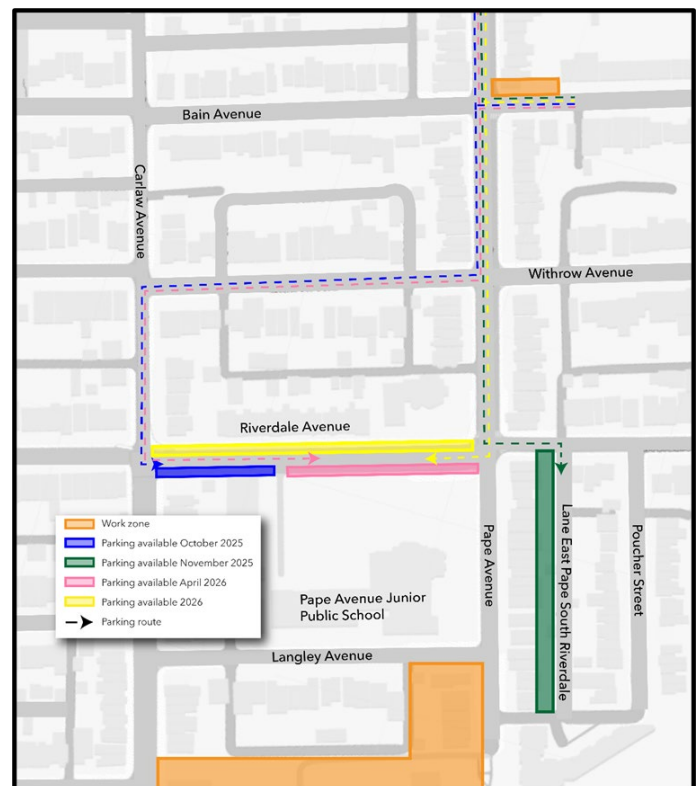 Bain Avenue
Carlaw Avenue
Withrow Avenue
Riverdale Avenue
Work zone
Parking available October 2025
Parking available November 2025
Parking available April 2026
Parking available 2026
Parking route
Pape Avenue Junior
Public School
Pape Avenue
Lane East Pape South Riverdale
Poucher Street
Langley Avenue